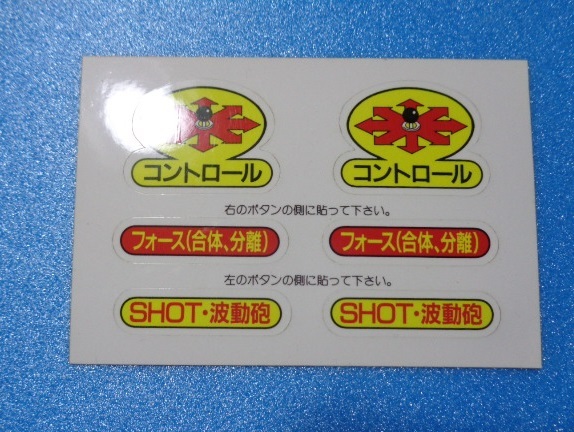 コントロール コントロール
右のボタンの側に貼って下さい。
フォース(合体、分離) フォース(合体、分離)
左のボタンの側に貼って下さい。
SHOT・波動砲 SHOT・波動砲